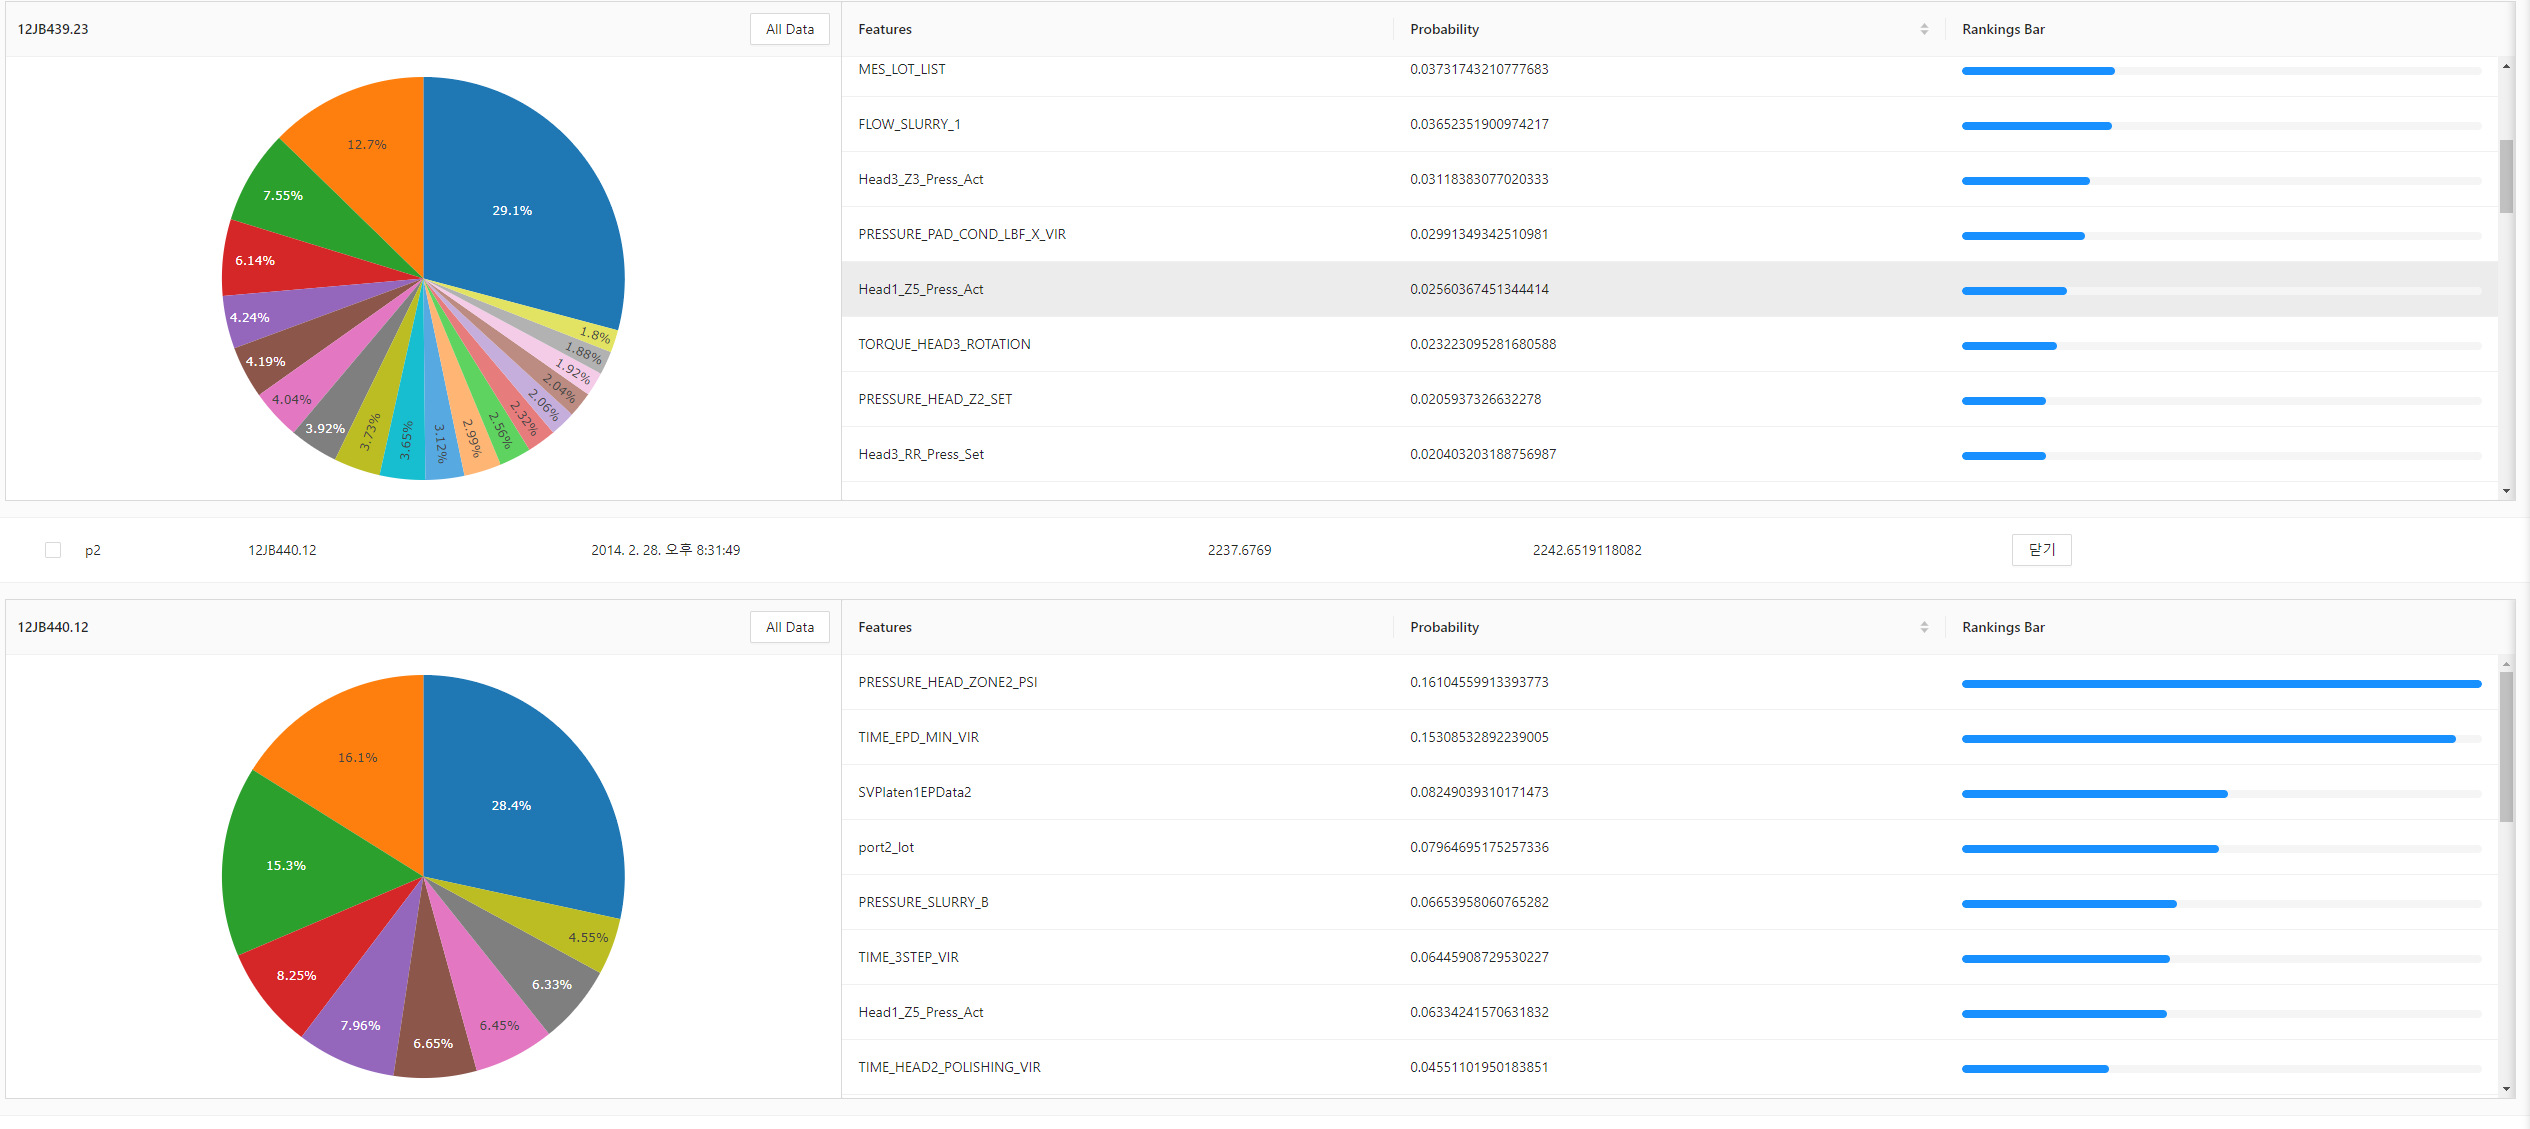 12JB439.23 All Data Features Probability Rankings Bar
MES_LOT_LIST 0.03731743210777683
FLOW_SLURRY_1 0.03652351900974217
Head3_Z3_Press_Act 0.03118383077020333
PRESSURE_PAD_COND_LBF_X_VIR 0.02991349342510981
Head1_Z5_Press_Act 0.02560367451344414
TORQUE_HEAD3_ROTATION 0.023223095281680588
PRESSURE_HEAD_Z2_SET 0.0205937326632278
Head3_RR_Press_Set 0.020403203188756987
12.7%
29.1%
7.55%
6.14%
4.24%
4.19%
4.04%
3.92%
3.73%
3.65%
3.12%
2.99%
2.56%
2.32%
2.06%
2.04%
1.92%
1.88%
1.8%
p2 12JB440.12 2014. 2. 28. 오후 8:31:49 2237.6769 2242.6519118082 닫기
12JB440.12 All Data Features Probability Rankings Bar
PRESSURE_HEAD_ZONE2_PSI 0.16104559913393773
TIME_EPD_MIN_VIR 0.15308532892239005
SVPlaten1EPData2 0.08249039310171473
port2_lot 0.07964695175257336
PRESSURE_SLURRY_B 0.06653958060765282
TIME_3STEP_VIR 0.06445908729530227
Head1_Z5_Press_Act 0.06334241570631832
TIME_HEAD2_POLISHING_VIR 0.04551101950183851
16.1%
28.4%
15.3%
8.25%
7.96%
6.65%
6.45%
6.33%
4.55%